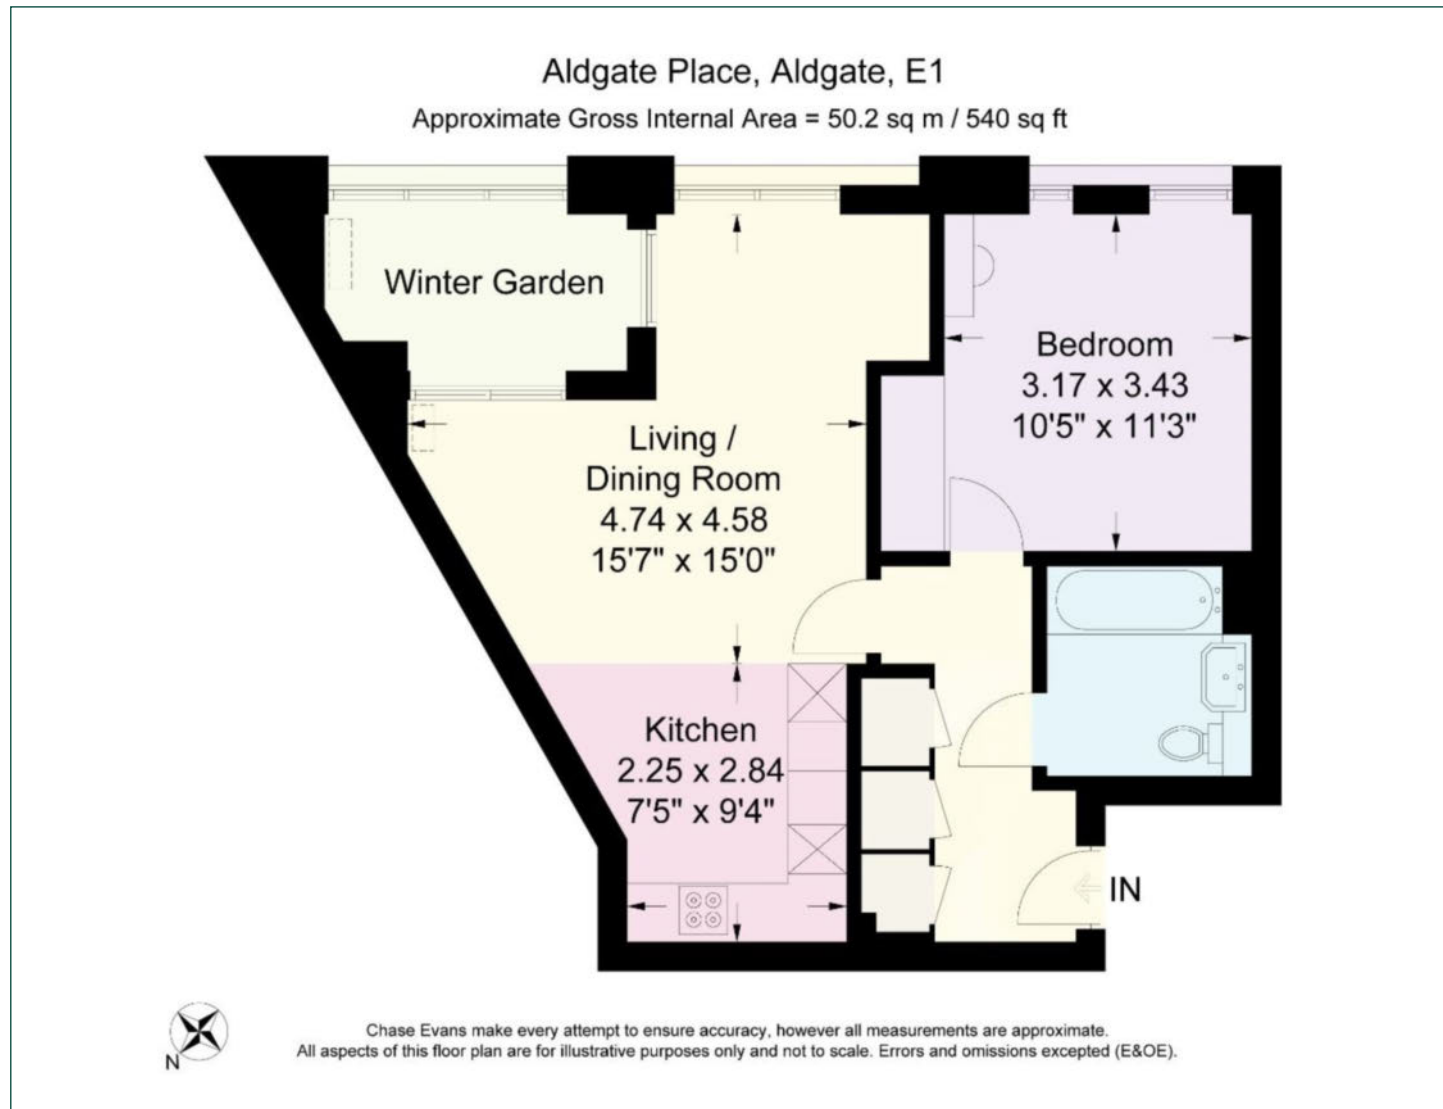 Aldgate Place, Aldgate, E1
Approximate Gross Internal Area = 50.2 sq m / 540 sq ft
Winter Garden
Bedroom
3.17 x 3.43
10'5" x 11'3"
Living /
Dining Room
4.74 x 4.58
15'7" x 15'0"
Kitchen
2.25 x 2.84
7'5" x 9'4"
IN
N
Chase Evans make every attempt to ensure accuracy, however all measurements are approximate.
All aspects of this floor plan are for illustrative purposes only and not to scale. Errors and omissions excepted (E&OE).